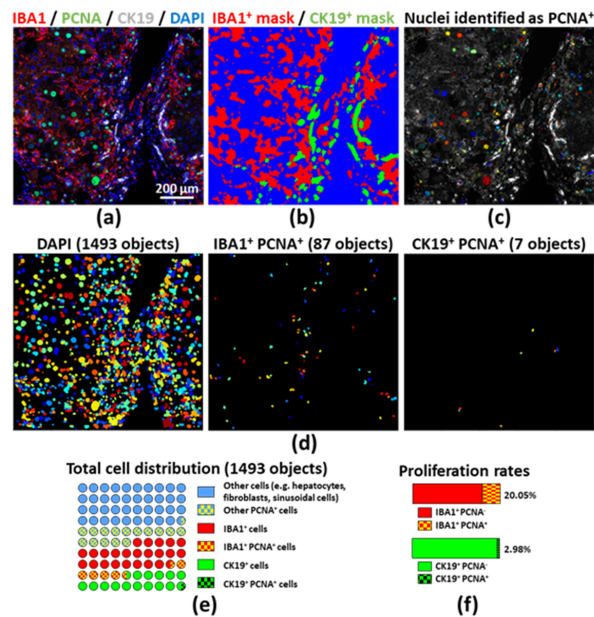 IBA1 / PCNA / CK19 / DAPI
IBA1⁺ mask / CK19⁺ mask
Nuclei identified as PCNA⁺
200 µm
(a)
(b)
(c)
DAPI (1493 objects)
IBA1⁺ PCNA⁺ (87 objects)
CK19⁺ PCNA⁺ (7 objects)
(d)
Total cell distribution (1493 objects)
Other cells (e.g. hepatocytes,
fibroblasts, sinusoidal cells)
Other PCNA⁺ cells
IBA1⁺ cells
IBA1⁺ PCNA⁺ cells
CK19⁺ cells
CK19⁺ PCNA⁺ cells
(e)
Proliferation rates
20.05%
IBA1⁺ PCNA⁻
IBA1⁺ PCNA⁺
2.98%
CK19⁺ PCNA⁻
CK19⁺ PCNA⁺
(f)